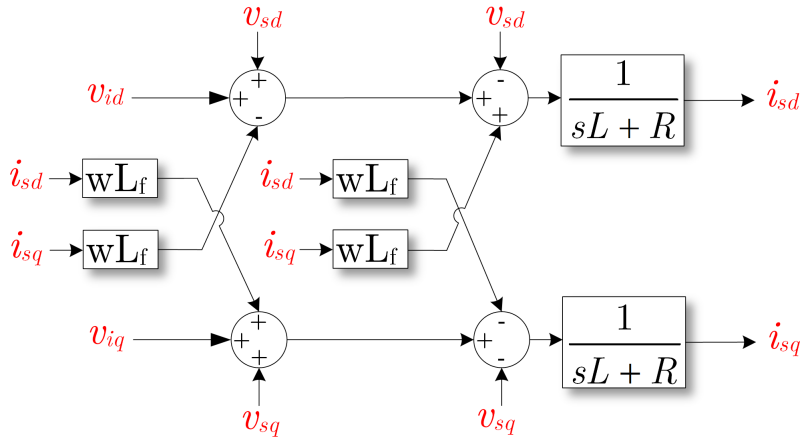 v_sd v_sd
v_id + + - + - + 1 / sL + R i_sd
i_sd wL_f i_sd wL_f
i_sq wL_f i_sq wL_f
v_iq + + + + - - 1 / sL + R i_sq
v_sq v_sq